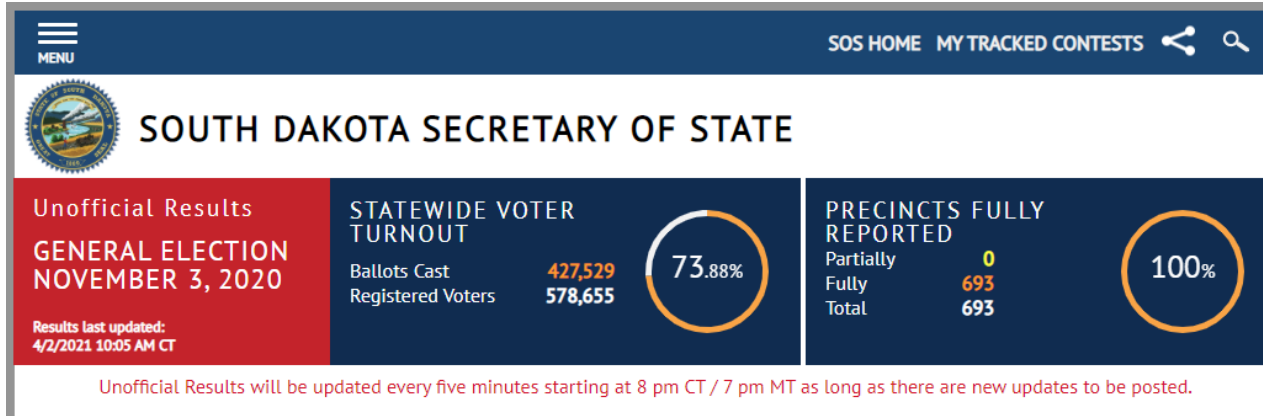 MENU
SOS HOME MY TRACKED CONTESTS
SOUTH DAKOTA SECRETARY OF STATE
Unofficial Results
GENERAL ELECTION
NOVEMBER 3, 2020
Results last updated:
4/2/2021 10:05 AM CT
STATEWIDE VOTER
TURNOUT
Ballots Cast 427,529
Registered Voters 578,655
73.88%
PRECINCTS FULLY
REPORTED
Partially 0
Fully 693
Total 693
100%
Unofficial Results will be updated every five minutes starting at 8 pm CT / 7 pm MT as long as there are new updates to be posted.